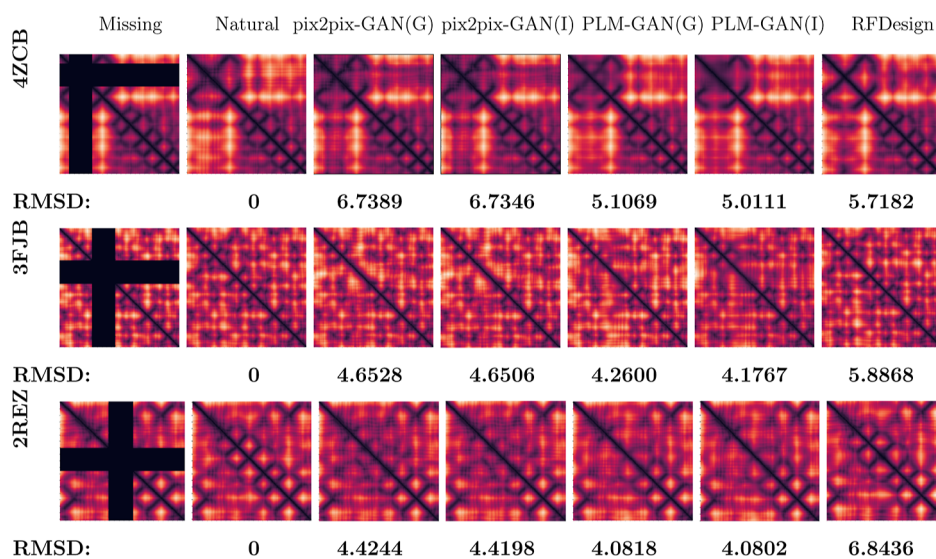 Missing Natural pix2pix-GAN(G) pix2pix-GAN(I) PLM-GAN(G) PLM-GAN(I) RFDesign
4ZCB
RMSD: 0 6.7389 6.7346 5.1069 5.0111 5.7182
3FJB
RMSD: 0 4.6528 4.6506 4.2600 4.1767 5.8868
2REZ
RMSD: 0 4.4244 4.4198 4.0818 4.0802 6.8436